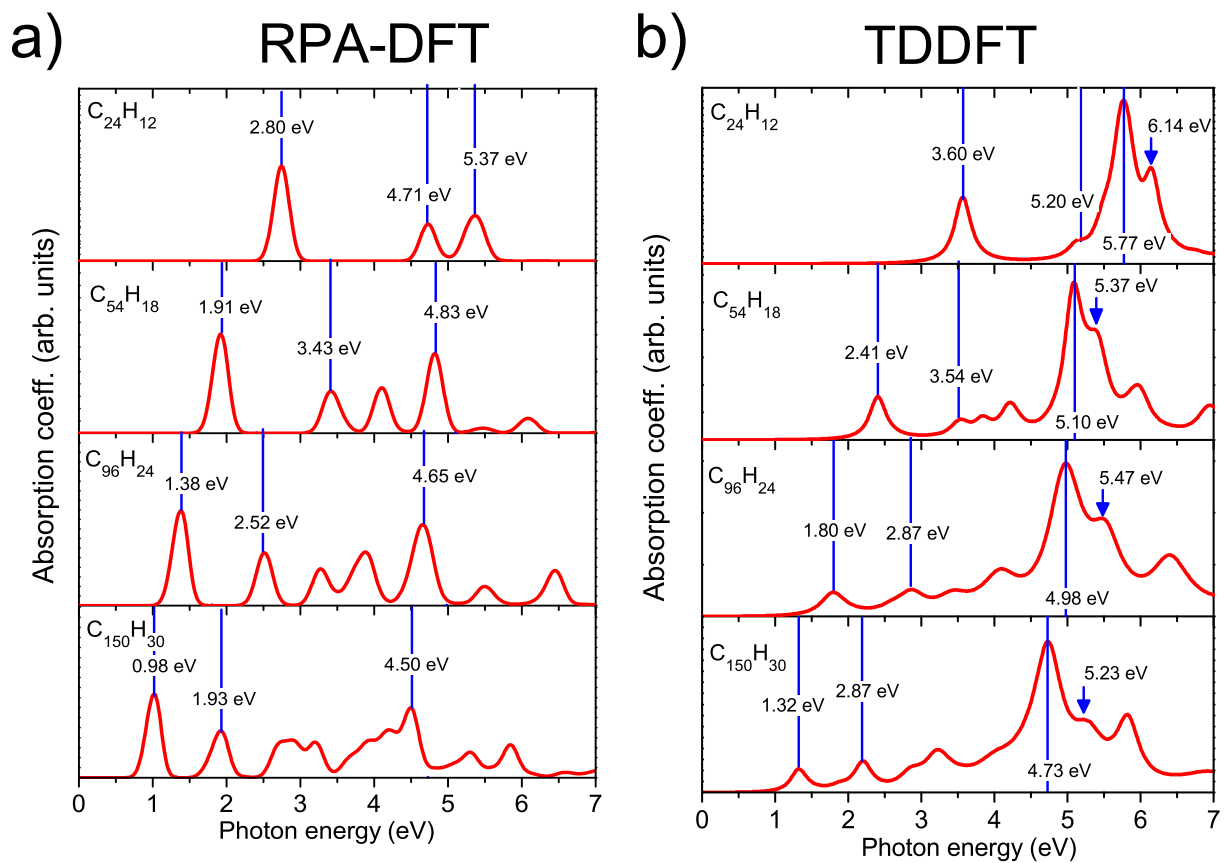 a)
RPA-DFT
C24H12
2.80 eV
4.71 eV
5.37 eV
C54H18
1.91 eV
3.43 eV
4.83 eV
C96H24
1.38 eV
2.52 eV
4.65 eV
C150H30
0.98 eV
1.93 eV
4.50 eV
Absorption coeff. (arb. units)
0 1 2 3 4 5 6 7
Photon energy (eV)
b)
TDDFT
C24H12
3.60 eV
5.20 eV
5.77 eV
6.14 eV
C54H18
2.41 eV
3.54 eV
5.10 eV
5.37 eV
C96H24
1.80 eV
2.87 eV
4.98 eV
5.47 eV
C150H30
1.32 eV
2.87 eV
4.73 eV
5.23 eV
Absorption coeff. (arb. units)
0 1 2 3 4 5 6 7
Photon energy (eV)